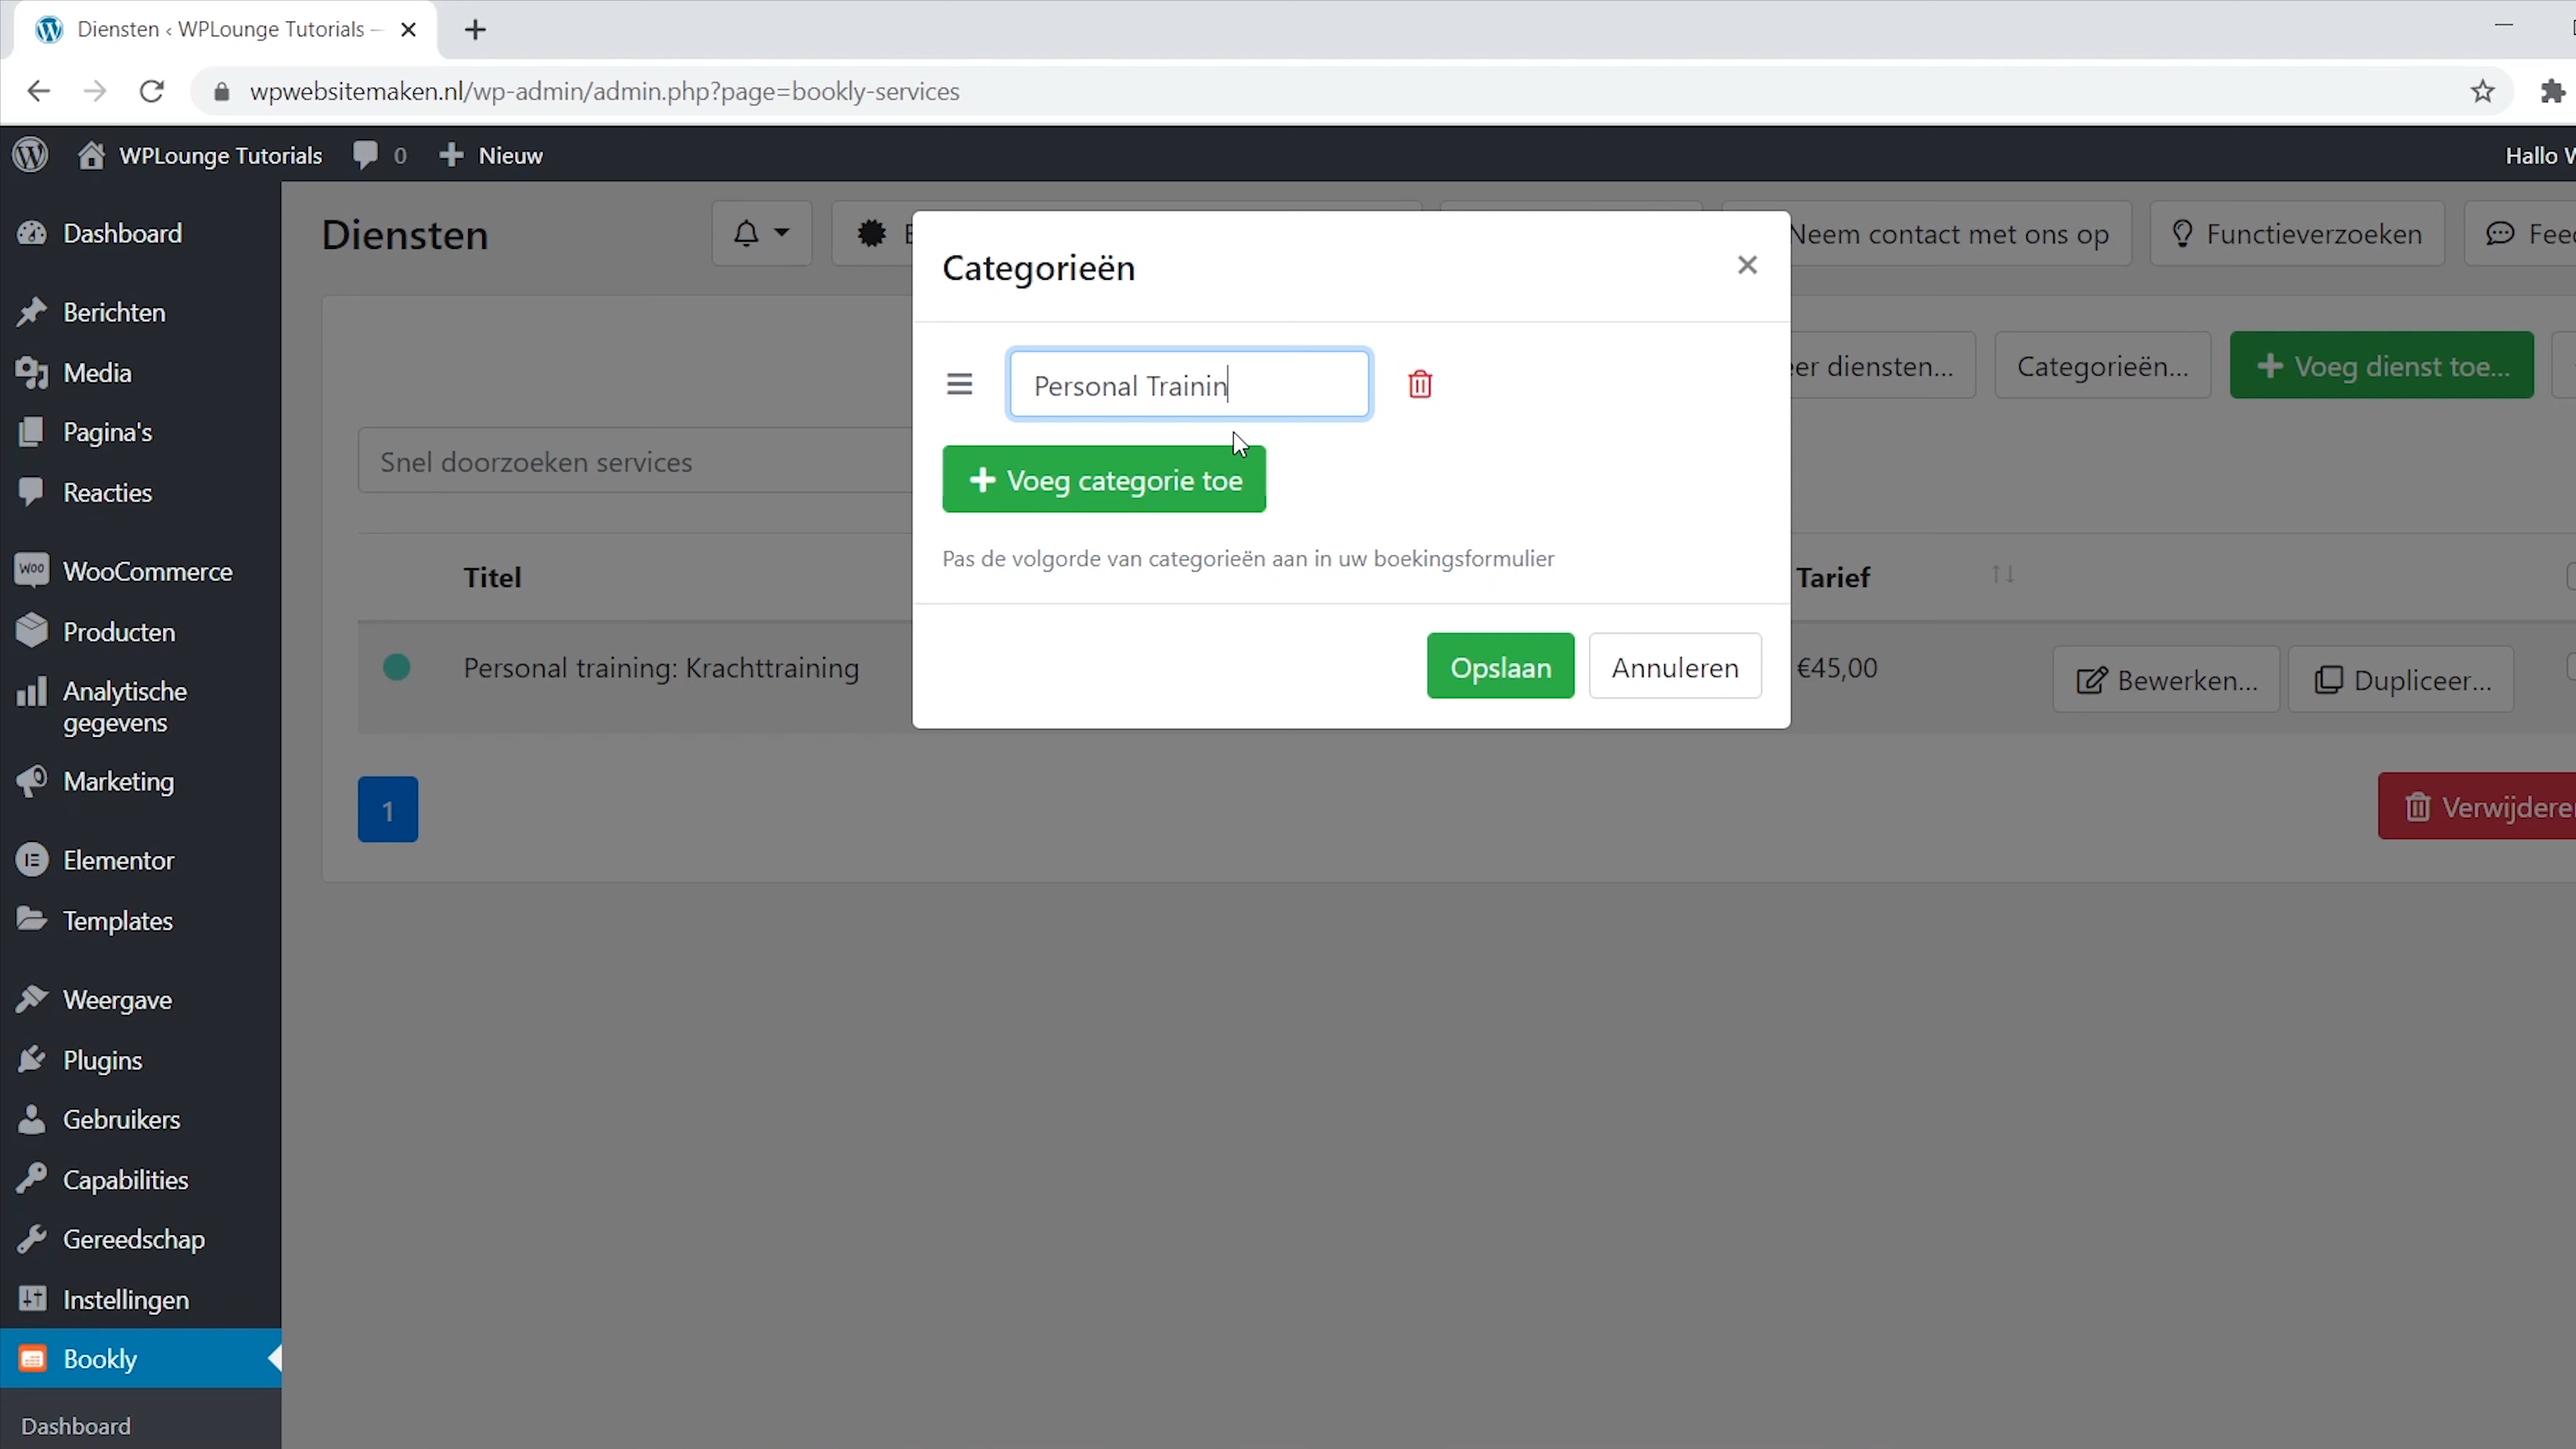 Diensten ‹ WPLounge Tutorials –
wpwebsitemaken.nl/wp-admin/admin.php?page=bookly-services
WPLounge Tutorials 0 Nieuw Hallo
Dashboard
Berichten
Media
Pagina's
Reacties
WooCommerce
Producten
Analytische
gegevens
Marketing
Elementor
Templates
Weergave
Plugins
Gebruikers
Capabilities
Gereedschap
Instellingen
Bookly
Dashboard
Diensten
Neem contact met ons op Functieverzoeken
diensten... Categorieën... Voeg dienst toe...
Snel doorzoeken services
Titel Tarief
Personal training: Krachttraining €45,00 Bewerken... Dupliceer...
1
Categorieën
Personal Trainin
Voeg categorie toe
Pas de volgorde van categorieën aan in uw boekingsformulier
Opslaan Annuleren